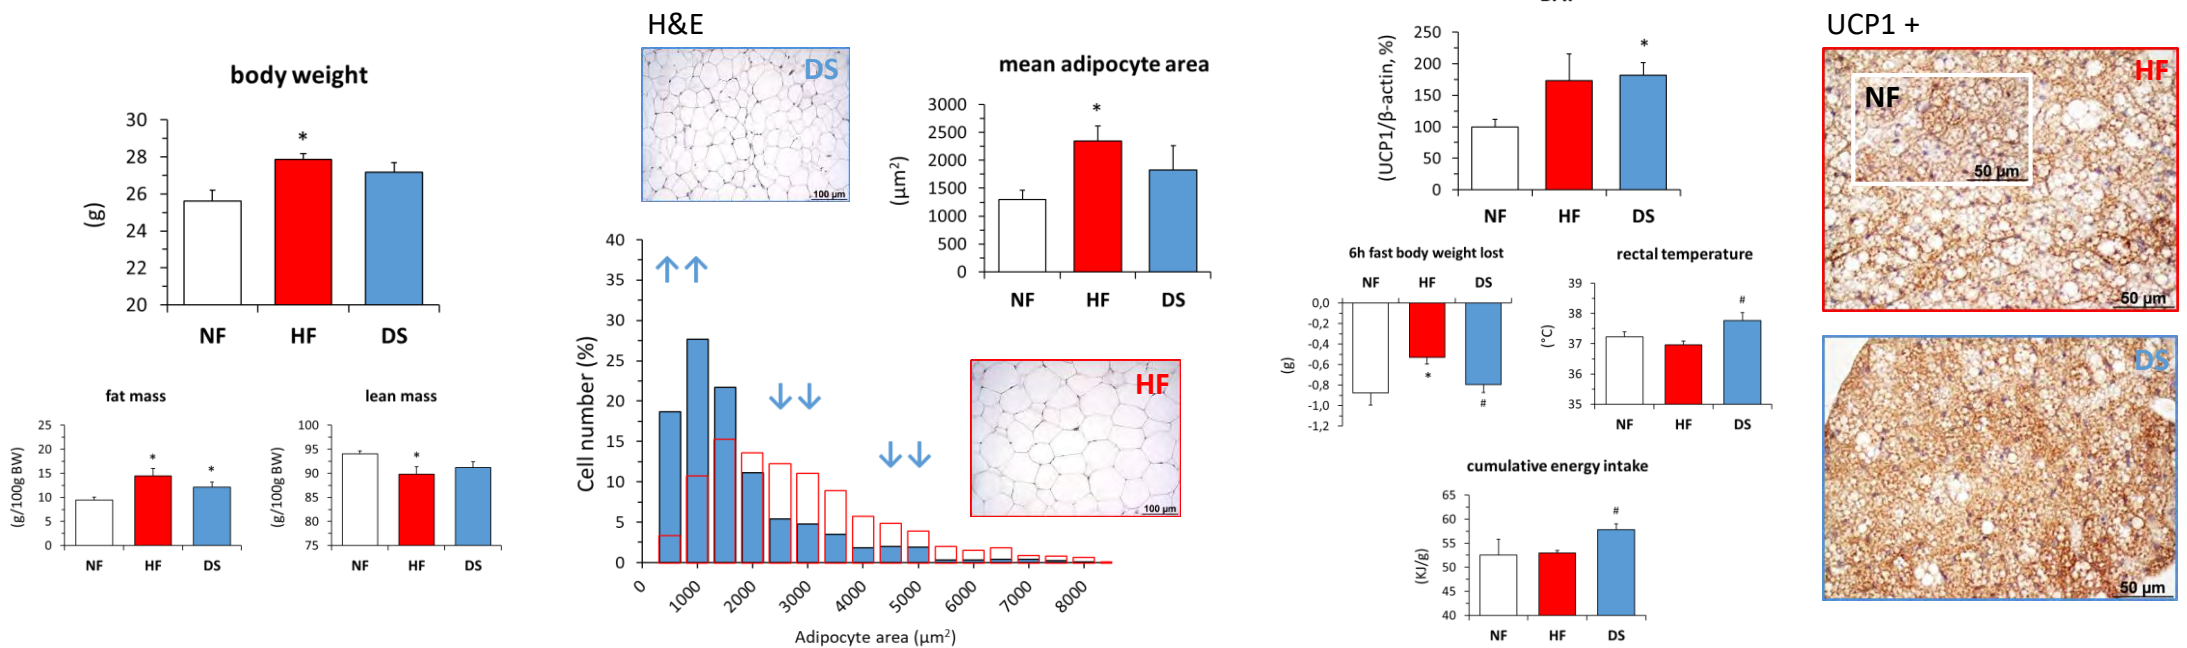 body weight
30
28
26
24
22
20
(g)
*
NF HF DS
fat mass
25
20
15
10
5
0
(g/100g BW)
* *
NF HF DS
lean mass
100
95
90
85
80
75
(g/100g BW)
*
NF HF DS
H&E
DS
100 µm
mean adipocyte area
3000
2500
2000
1500
1000
500
0
(µm²)
*
NF HF DS
40
35
30
25
20
15
10
5
0
Cell number (%)
↑↑
↓↓
↓↓
0 1000 2000 3000 4000 5000 6000 7000 8000
Adipocyte area (µm²)
HF
100 µm
250
200
150
100
50
0
(UCP1/β-actin, %)
*
NF HF DS
6h fast body weight lost
NF HF DS
0,0
-0,2
-0,4
-0,6
-0,8
-1,0
-1,2
(g)
*
#
rectal temperature
39
38
37
36
35
(°C)
#
NF HF DS
cumulative energy intake
65
60
55
50
45
40
(KJ/g)
#
NF HF DS
UCP1 +
HF
NF
50 µm
50 µm
DS
50 µm